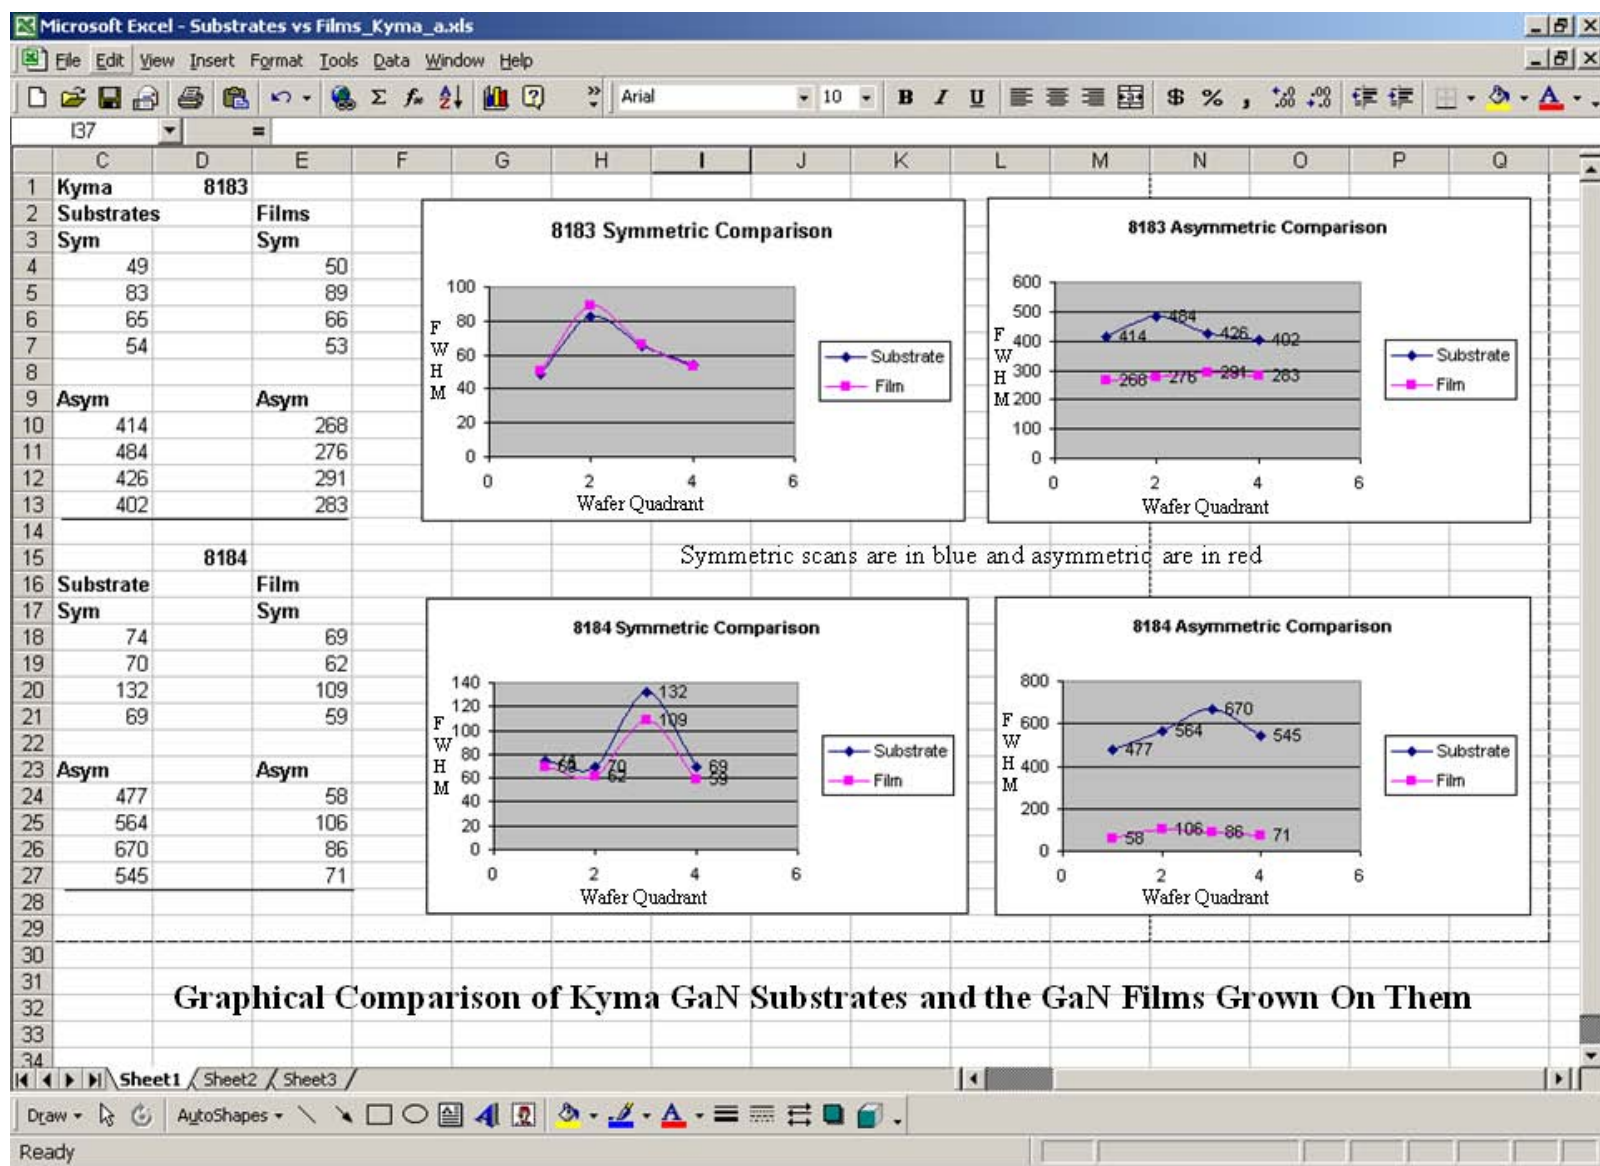 Microsoft Excel - Substrates vs Films_Kyma_a.xls
File Edit View Insert Format Tools Data Window Help
Arial 10 B I U $ % ,
I37 =
C D E F G H I J K L M N O P Q
1 Kyma 8183
2 Substrates Films
3 Sym Sym
4 49 50
5 83 89
6 65 66
7 54 53
8
9 Asym Asym
10 414 268
11 484 276
12 426 291
13 402 283
14
15 8184
16 Substrate Film
17 Sym Sym
18 74 69
19 70 62
20 132 109
21 69 59
22
23 Asym Asym
24 477 58
25 564 106
26 670 86
27 545 71
28
29
30
31
32
33
34
8183 Symmetric Comparison
FWHM
100
80
60
40
20
0
0 2 4 6
Wafer Quadrant
Substrate
Film
8183 Asymmetric Comparison
FWHM
600
500
400
300
200
100
0
414 484 426 402
268 276 291 283
0 2 4 6
Wafer Quadrant
Substrate
Film
Symmetric scans are in blue and asymmetric are in red
8184 Symmetric Comparison
FWHM
140
120
100
80
60
40
20
0
74 70 132 69
69 62 109 59
0 2 4 6
Wafer Quadrant
Substrate
Film
8184 Asymmetric Comparison
FWHM
800
600
400
200
0
477 564 670 545
58 106 86 71
0 2 4 6
Wafer Quadrant
Substrate
Film
Graphical Comparison of Kyma GaN Substrates and the GaN Films Grown On Them
Sheet1 Sheet2 Sheet3
Draw AutoShapes
Ready